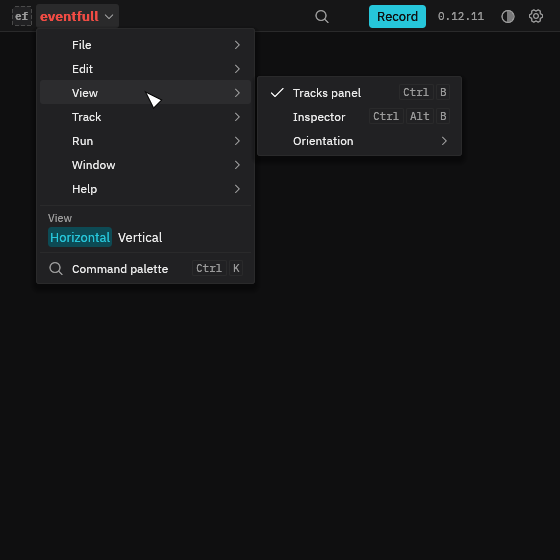 ef eventfull Record 0.12.11
File
Edit
View
Track
Run
Window
Help
Tracks panel Ctrl B
Inspector Ctrl Alt B
Orientation
View
Horizontal Vertical
Command palette Ctrl K